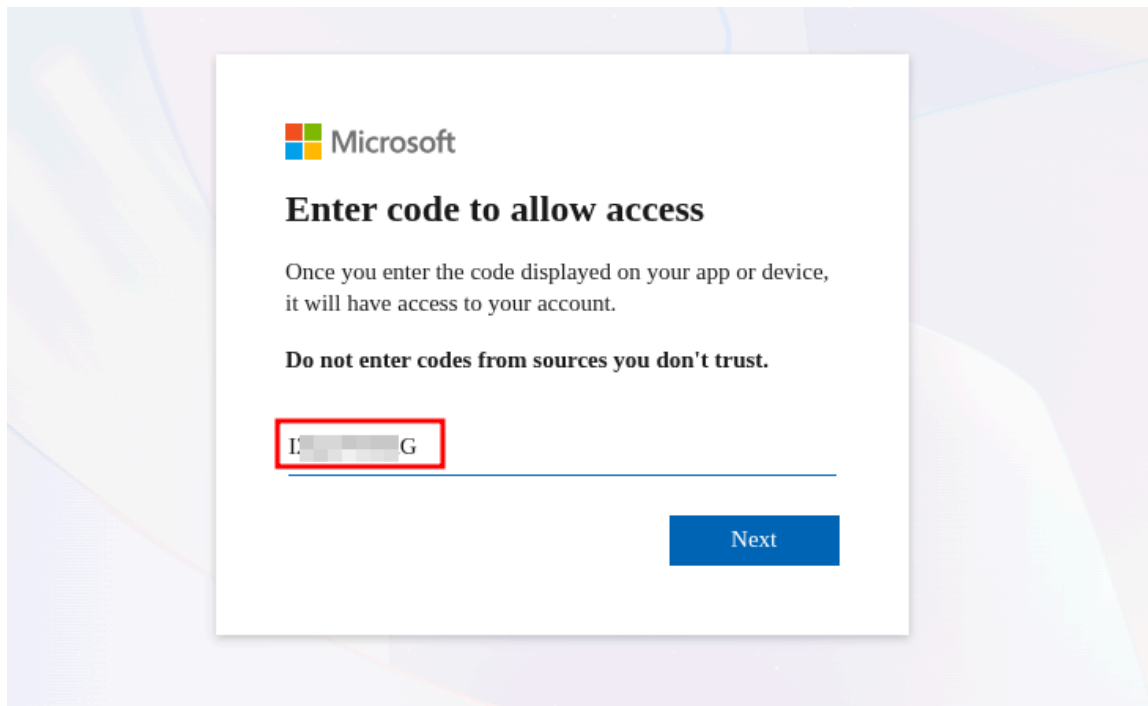 Microsoft
Enter code to allow access
Once you enter the code displayed on your app or device,
it will have access to your account.
Do not enter codes from sources you don't trust.
Next